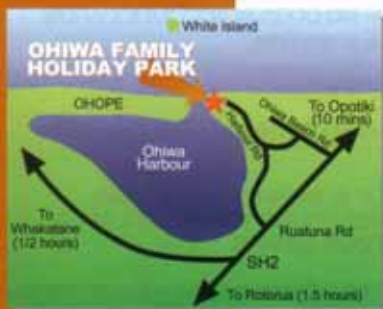 White Island
OHIWA FAMILY
HOLIDAY PARK
OHOPE
To Opotiki
(10 mins)
Ohiwa Beach Rd
Harbour Rd
Ohiwa
Harbour
To
Whakatane
(1/2 hours)
Ruatuna Rd
SH2
To Rotorua (1.5 hours)